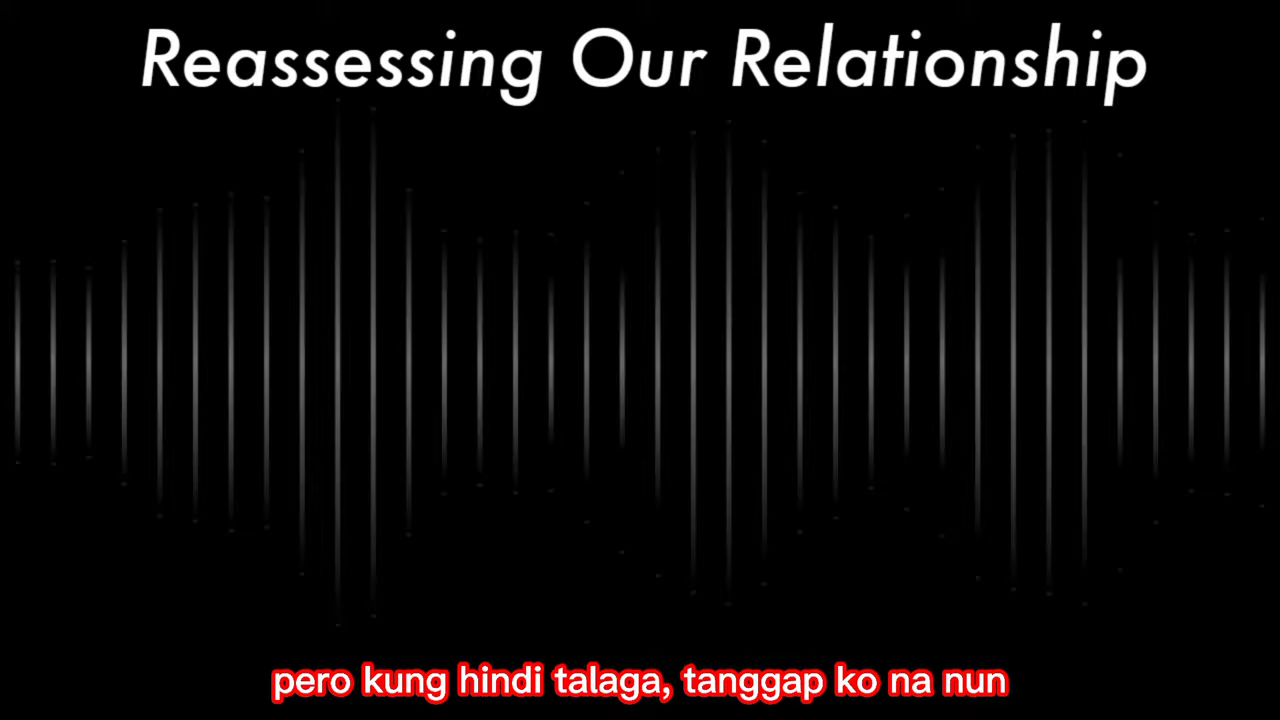 Reassessing Our Relationship
pero kung hindi talaga, tanggap ko na nun